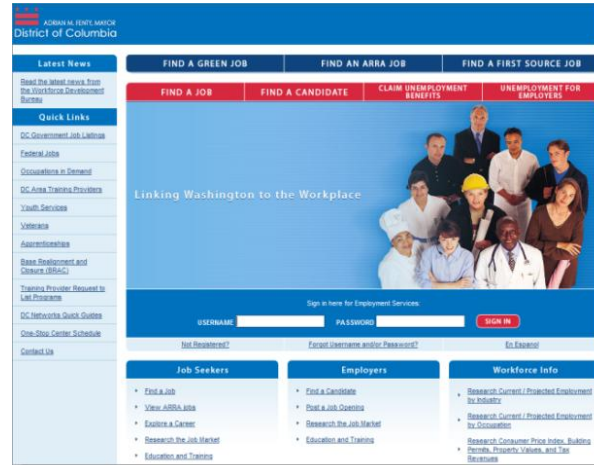 ADRIAN M. FENTY, MAYOR
District of Columbia
Latest News
Read the latest news from
the Workforce Development
Bureau
Quick Links
DC Government Job Listings
Federal Jobs
Occupations in Demand
DC Area Training Providers
Youth Services
Veterans
Apprenticeships
Base Realignment and
Closure (BRAC)
Training Provider Request to
List Programs
DC Networks Quick Guides
One-Stop Center Schedule
Contact Us
FIND A GREEN JOB
FIND AN ARRA JOB
FIND A FIRST SOURCE JOB
FIND A JOB
FIND A CANDIDATE
CLAIM UNEMPLOYMENT
BENEFITS
UNEMPLOYMENT FOR
EMPLOYERS
Linking Washington to the Workplace
Sign in here for Employment Services:
USERNAME
PASSWORD
SIGN IN
Not Registered?
Forgot Username and/or Password?
En Espanol
Job Seekers
Find a Job
View ARRA jobs
Explore a Career
Research the Job Market
Education and Training
Employers
Find a Candidate
Post a Job Opening
Research the Job Market
Education and Training
Workforce Info
Research Current / Projected Employment
by Industry
Research Current / Projected Employment
by Occupation
Research Consumer Price Index, Building
Permits, Property Values, and Tax
Revenues